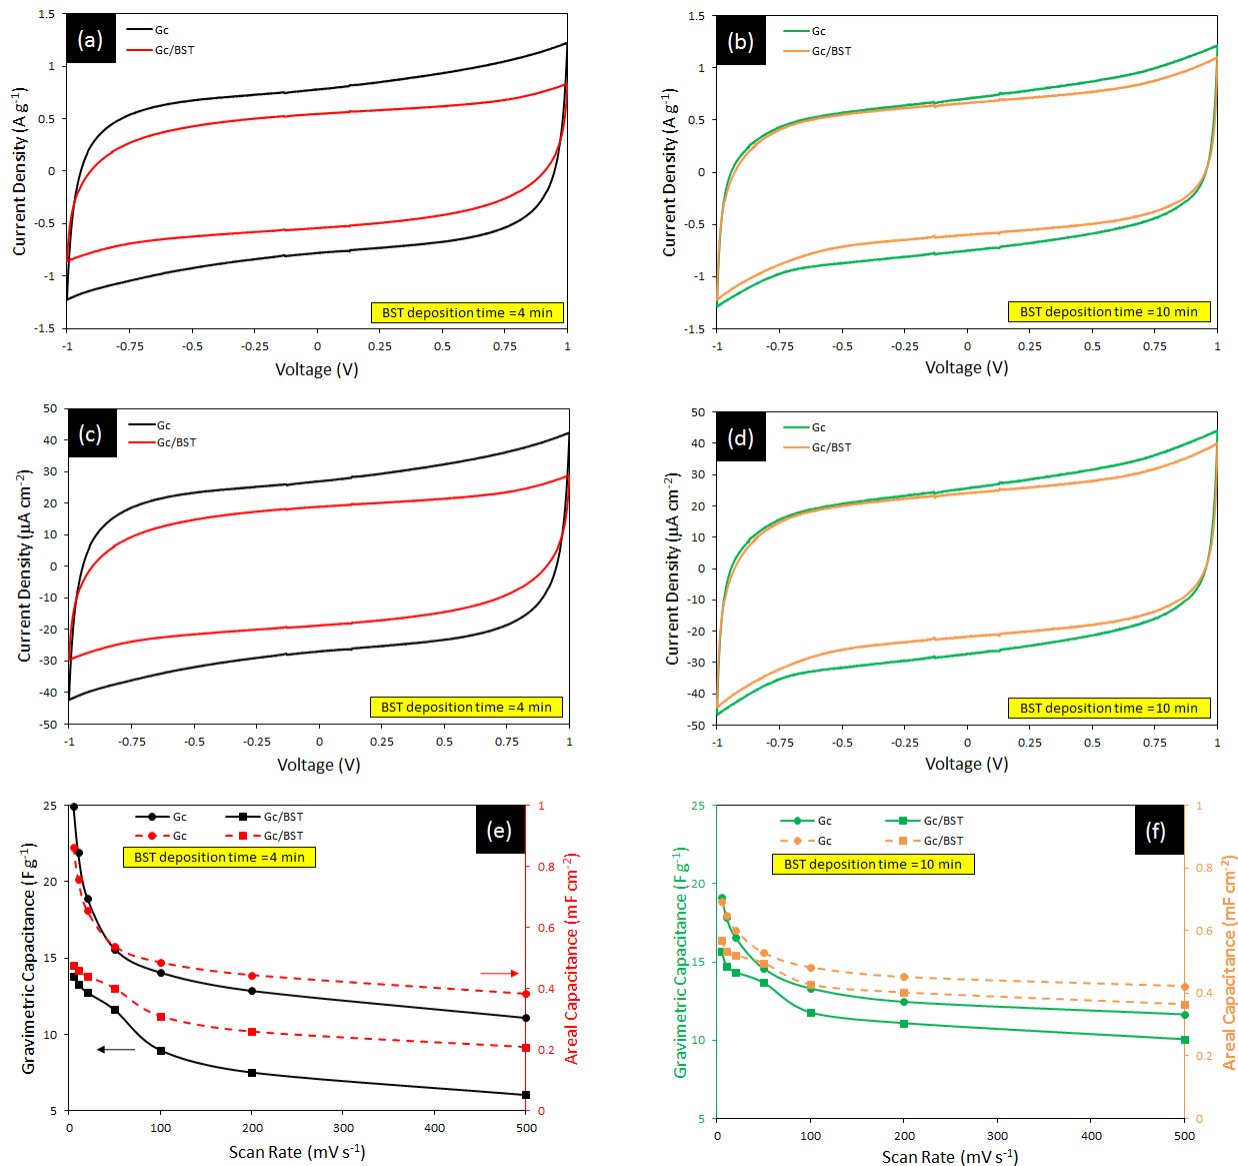 (a)
Gc
Gc/BST
1.5
1
0.5
0
-0.5
-1
-1.5
Current Density (A g-1)
BST deposition time =4 min
-1 -0.75 -0.5 -0.25 0 0.25 0.5 0.75 1
Voltage (V)
(b)
Gc
Gc/BST
1.5
1
0.5
0
-0.5
-1
-1.5
Current Density (A g-1)
BST deposition time =10 min
-1 -0.75 -0.5 -0.25 0 0.25 0.5 0.75 1
Voltage (V)
(c)
Gc
Gc/BST
50
40
30
20
10
0
-10
-20
-30
-40
-50
Current Density (µA cm-2)
BST deposition time =4 min
-1 -0.75 -0.5 -0.25 0 0.25 0.5 0.75 1
Voltage (V)
(d)
Gc
Gc/BST
50
40
30
20
10
0
-10
-20
-30
-40
-50
Current Density (µA cm-2)
BST deposition time =10 min
-1 -0.75 -0.5 -0.25 0 0.25 0.5 0.75 1
Voltage (V)
(e)
Gc Gc/BST
Gc Gc/BST
BST deposition time =4 min
25
20
15
10
5
Gravimetric Capacitance (F g-1)
1
0.8
0.6
0.4
0.2
0
Areal Capacitance (mF cm-2)
0 100 200 300 400 500
Scan Rate (mV s-1)
(f)
Gc Gc/BST
Gc Gc/BST
BST deposition time =10 min
25
20
15
10
5
Gravimetric Capacitance (F g-1)
1
0.8
0.6
0.4
0.2
0
Areal Capacitance (mF cm-2)
0 100 200 300 400 500
Scan Rate (mV s-1)